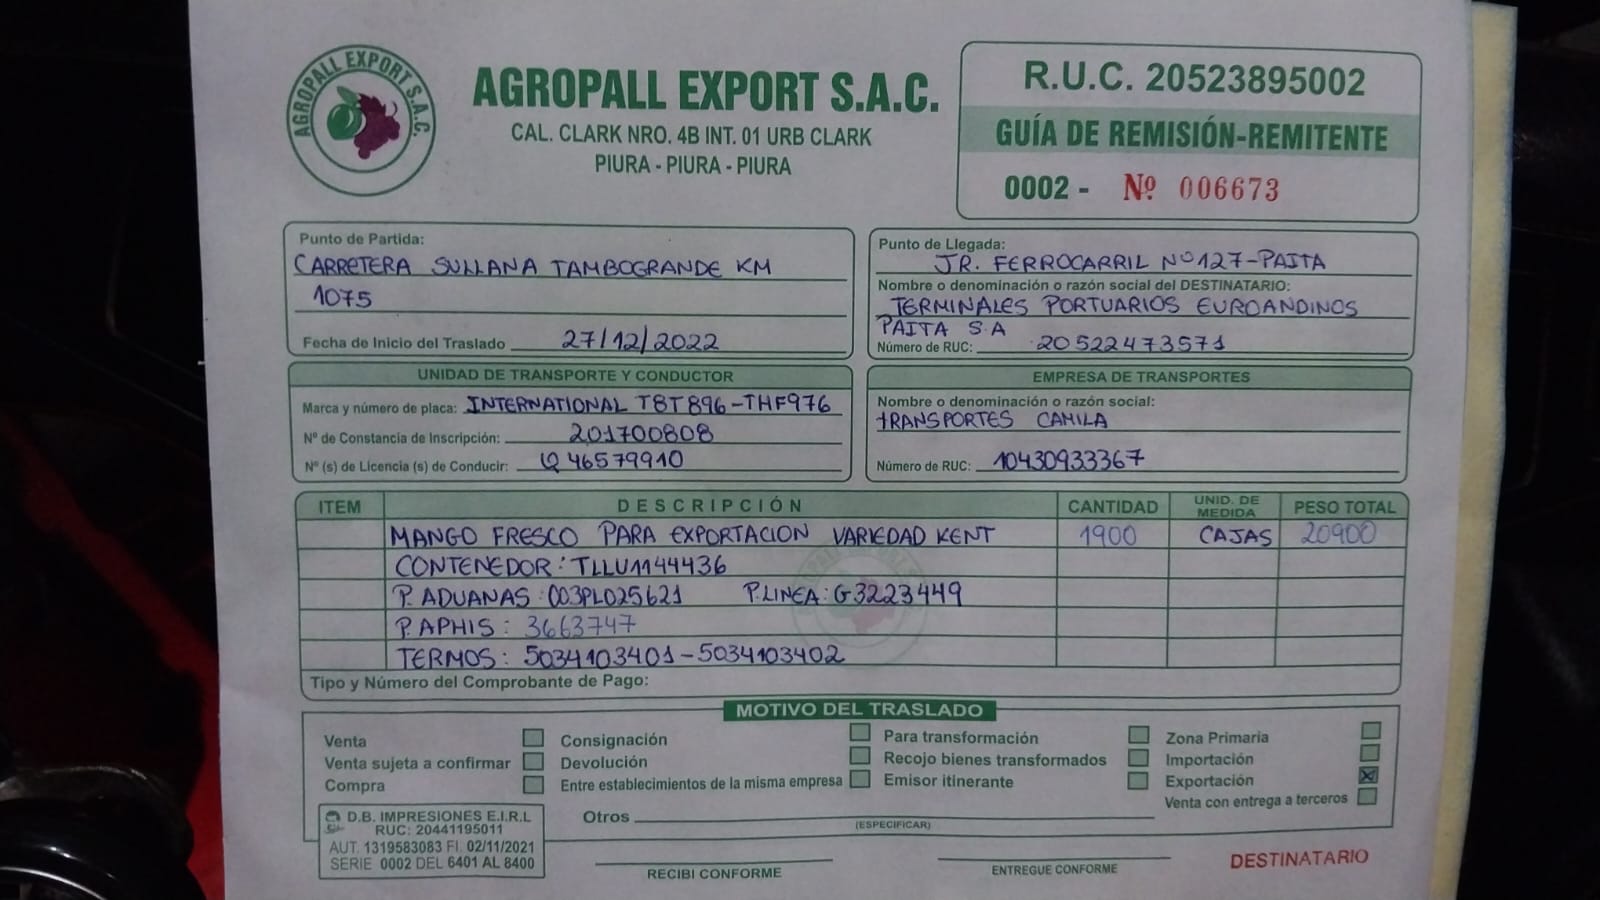 AGROPALL EXPORT S.A.C.
AGROPALL EXPORT S.A.C.
CAL. CLARK NRO. 4B INT. 01 URB CLARK
PIURA - PIURA - PIURA
R.U.C. 20523895002
GUÍA DE REMISIÓN-REMITENTE
0002 - Nº 006673
Punto de Partida:
CARRETERA SULLANA TAMBOGRANDE KM
1075
Fecha de Inicio del Traslado 27/12/2022
Punto de Llegada:
JR. FERROCARRIL Nº127-PAITA
Nombre o denominación o razón social del DESTINATARIO:
TERMINALES PORTUARIOS EUROANDINOS
PAITA S.A
Número de RUC: 20522473571
UNIDAD DE TRANSPORTE Y CONDUCTOR
Marca y número de placa: INTERNATIONAL T8T896-THF976
Nº de Constancia de Inscripción: 201700808
Nº (s) de Licencia (s) de Conducir: Q46579910
EMPRESA DE TRANSPORTES
Nombre o denominación o razón social:
TRANSPORTES CAMILA
Número de RUC: 10430933367
ITEM DESCRIPCIÓN CANTIDAD UNID. DE MEDIDA PESO TOTAL
MANGO FRESCO PARA EXPORTACION VARIEDAD KENT 1900 CAJAS 20900
CONTENEDOR: TLLU1144436
P. ADUANAS: 003PL025621 P.LINEA: G3223449
P. APHIS: 3663747
TERMOS: 5034103401-5034103402
Tipo y Número del Comprobante de Pago:
MOTIVO DEL TRASLADO
Venta Consignación Para transformación Zona Primaria
Venta sujeta a confirmar Devolución Recojo bienes transformados Importación
Compra Entre establecimientos de la misma empresa Emisor itinerante Exportación
Venta con entrega a terceros
Otros
(ESPECIFICAR)
D.B. IMPRESIONES E.I.R.L
RUC: 20441195011
AUT. 1319583083 F.I. 02/11/2021
SERIE 0002 DEL 6401 AL 8400
RECIBI CONFORME
ENTREGUE CONFORME
DESTINATARIO